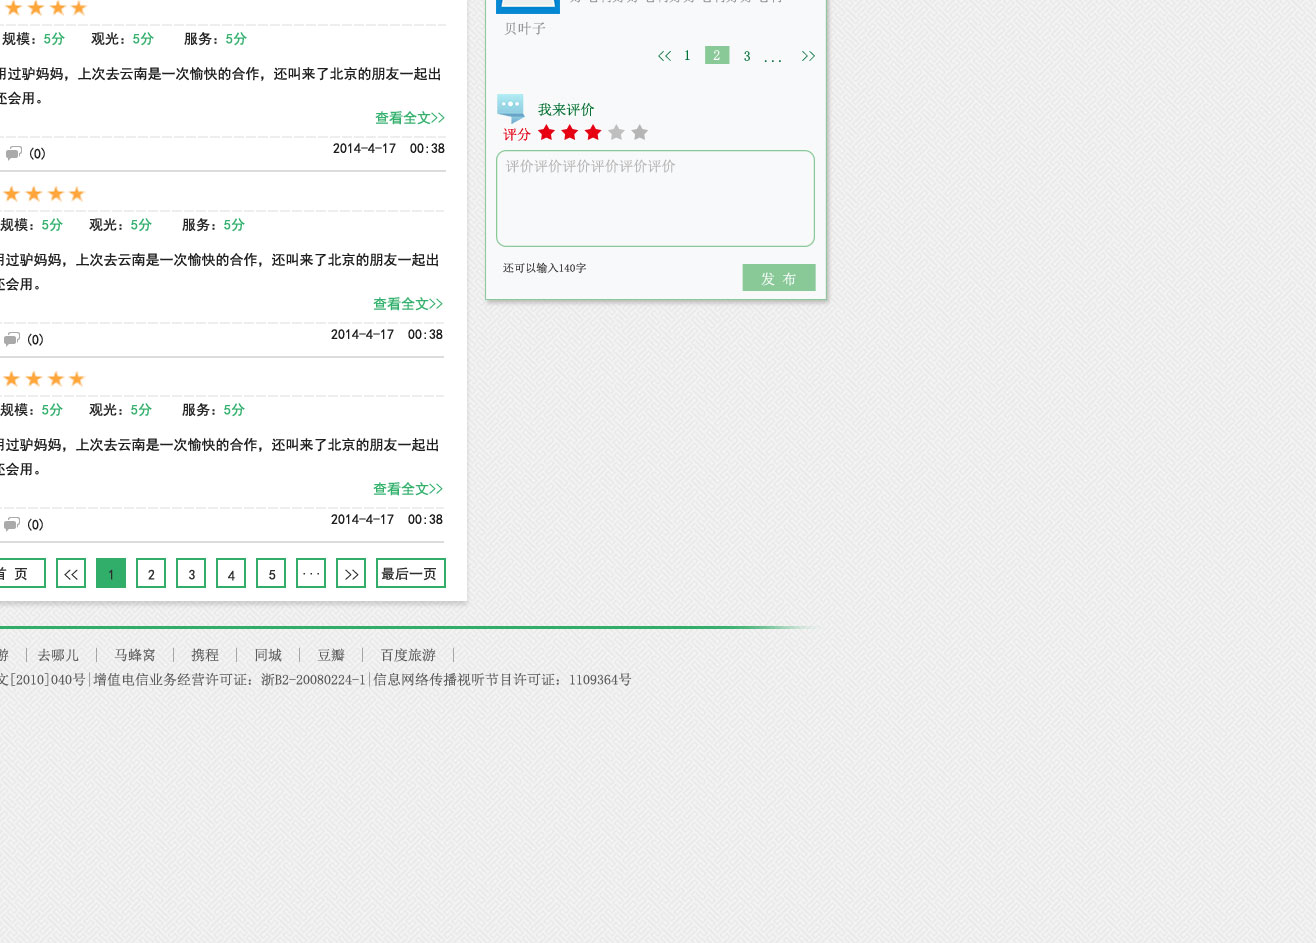 规模：5分 观光：5分 服务：5分
用过驴妈妈，上次去云南是一次愉快的合作，还叫来了北京的朋友一起出
还会用。
查看全文>>
(0) 2014-4-17 00:38
规模：5分 观光：5分 服务：5分
用过驴妈妈，上次去云南是一次愉快的合作，还叫来了北京的朋友一起出
还会用。
查看全文>>
(0) 2014-4-17 00:38
规模：5分 观光：5分 服务：5分
用过驴妈妈，上次去云南是一次愉快的合作，还叫来了北京的朋友一起出
还会用。
查看全文>>
(0) 2014-4-17 00:38
首 页 << 1 2 3 4 5 ··· >> 最后一页
贝叶子
<< 1 2 3 ... >>
我来评价
评分
评价评价评价评价评价评价
还可以输入140字
发 布
游 | 去哪儿 | 马蜂窝 | 携程 | 同城 | 豆瓣 | 百度旅游 |
文[2010]040号|增值电信业务经营许可证：浙B2-20080224-1|信息网络传播视听节目许可证：1109364号